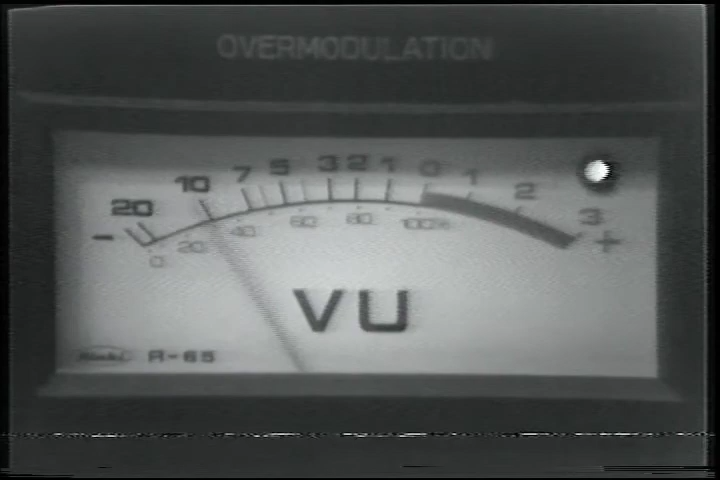 OVERMODULATION
20 10 7 5 3 2 1 0 1 2 3
- +
0 20 40 60 80 100%
VU
R-65